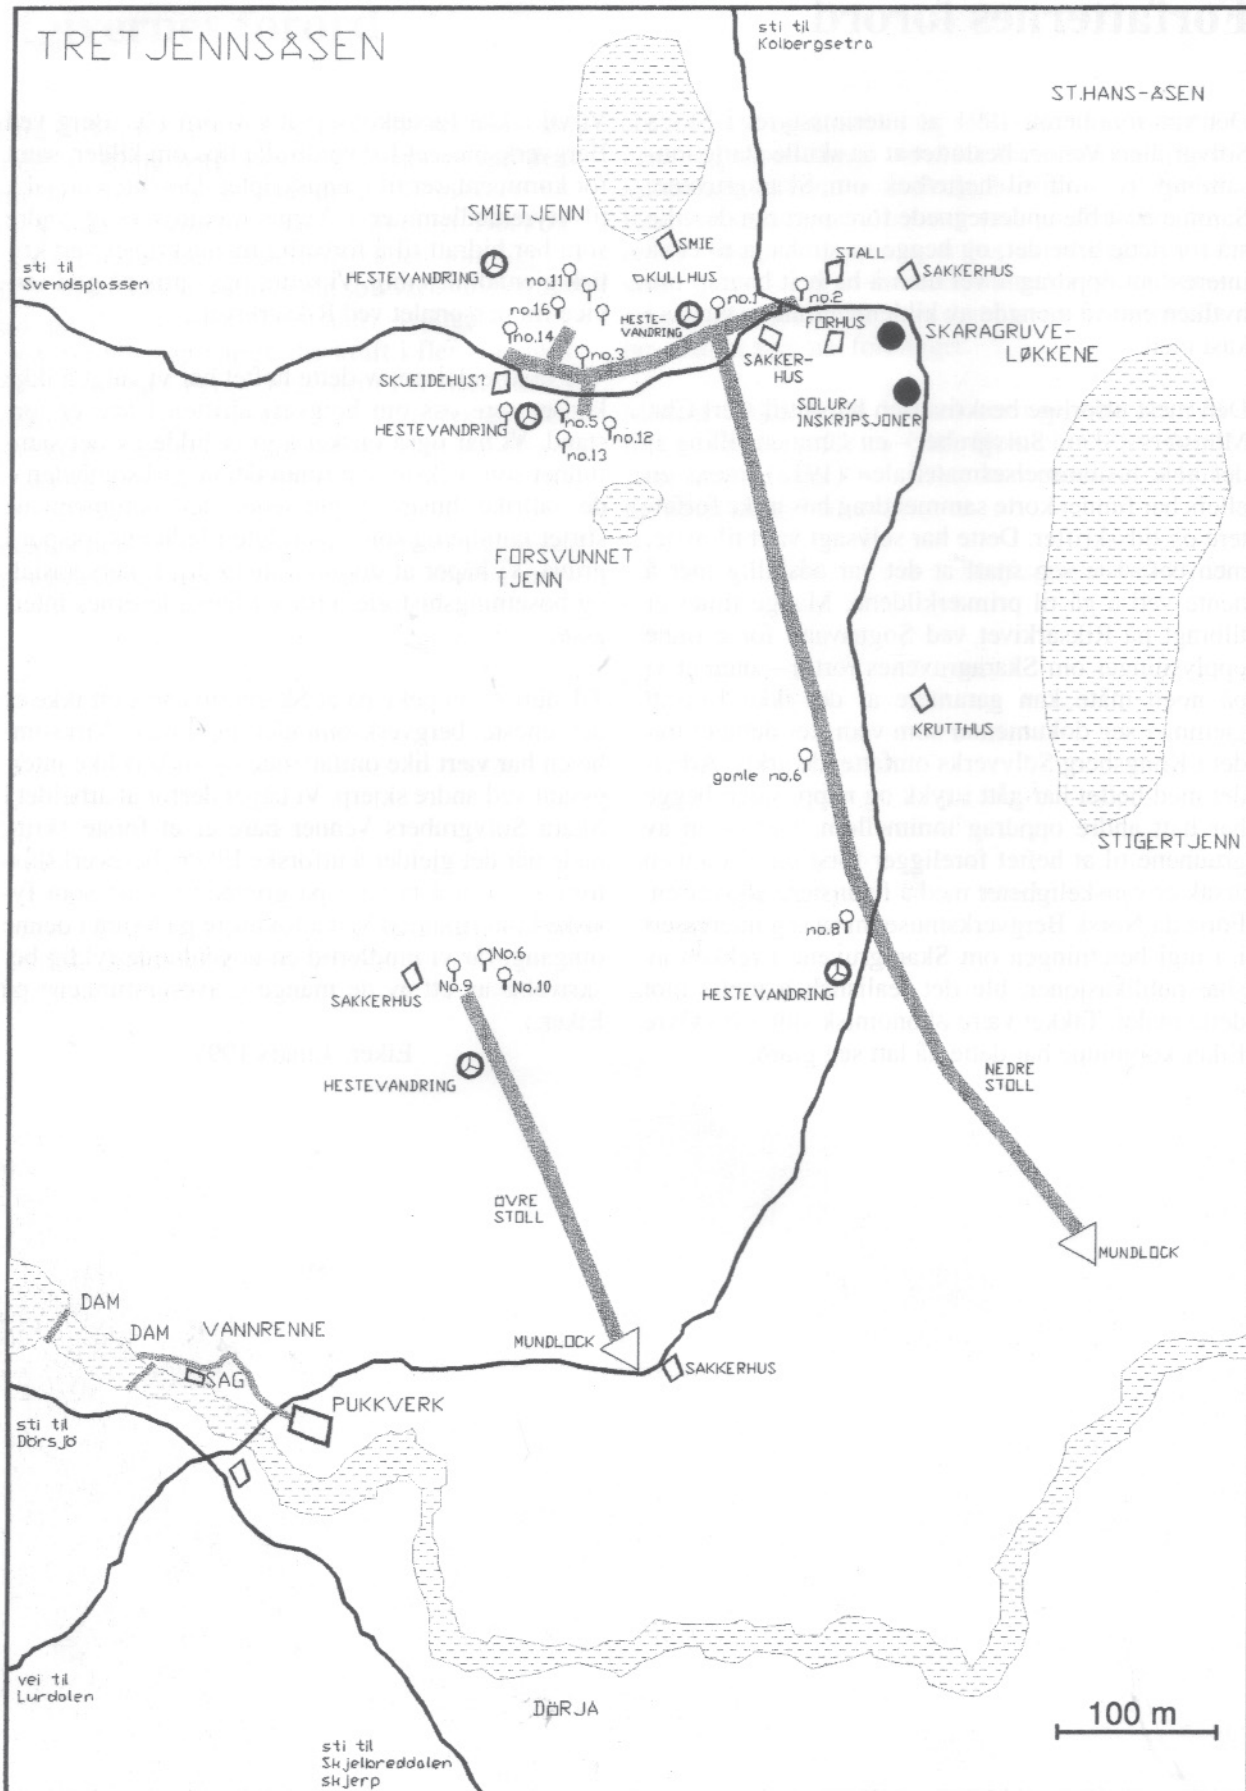 TRETJENNSÅSEN
sti til
Kolbergsetra
ST.HANS-ÅSEN
SMIETJENN
SMIE
STALL
SAKKERHUS
sti til
Svendsplassen
HESTEVANDRING
no.11
KULLHUS
no.16
HESTE-
VANDRING
no.1
no.2
FORHUS
SKARAGRUVE-
LØKKENE
no.14
no.3
SAKKER-
HUS
SKJEIDEHUS?
SOLUR/
INSKRIPSJONER
HESTEVANDRING
no.5
no.12
no.13
FORSVUNNET
TJENN
KRUTTHUS
gamle no.6
STIGERTJENN
no.8
No.6
SAKKERHUS
No.9
No.10
HESTEVANDRING
HESTEVANDRING
NEDRE
STOLL
ØVRE
STOLL
MUNDLOCK
DAM
DAM
VANNRENNE
MUNDLOCK
SAKKERHUS
SAG
PUKKVERK
sti til
Dörsjö
vei til
Lurdalen
DÖRJA
100 m
sti til
Skjelbreddalen
skjerp